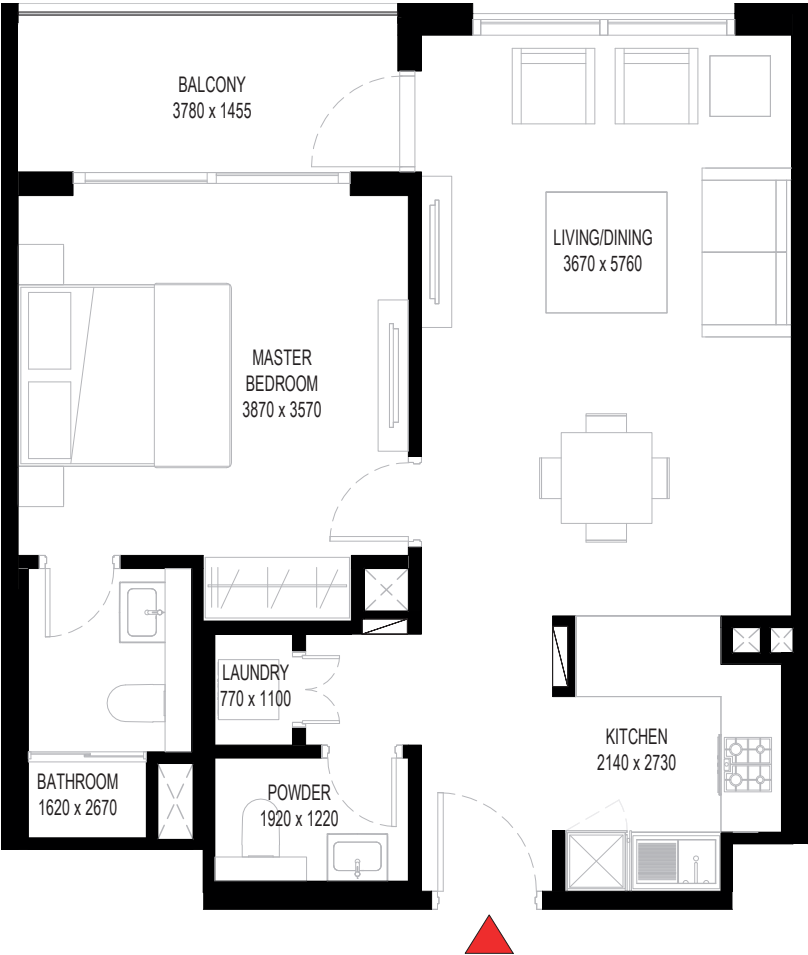 BALCONY
3780 x 1455
LIVING/DINING
3670 x 5760
MASTER
BEDROOM
3870 x 3570
LAUNDRY
770 x 1100
KITCHEN
2140 x 2730
BATHROOM
1620 x 2670
POWDER
1920 x 1220